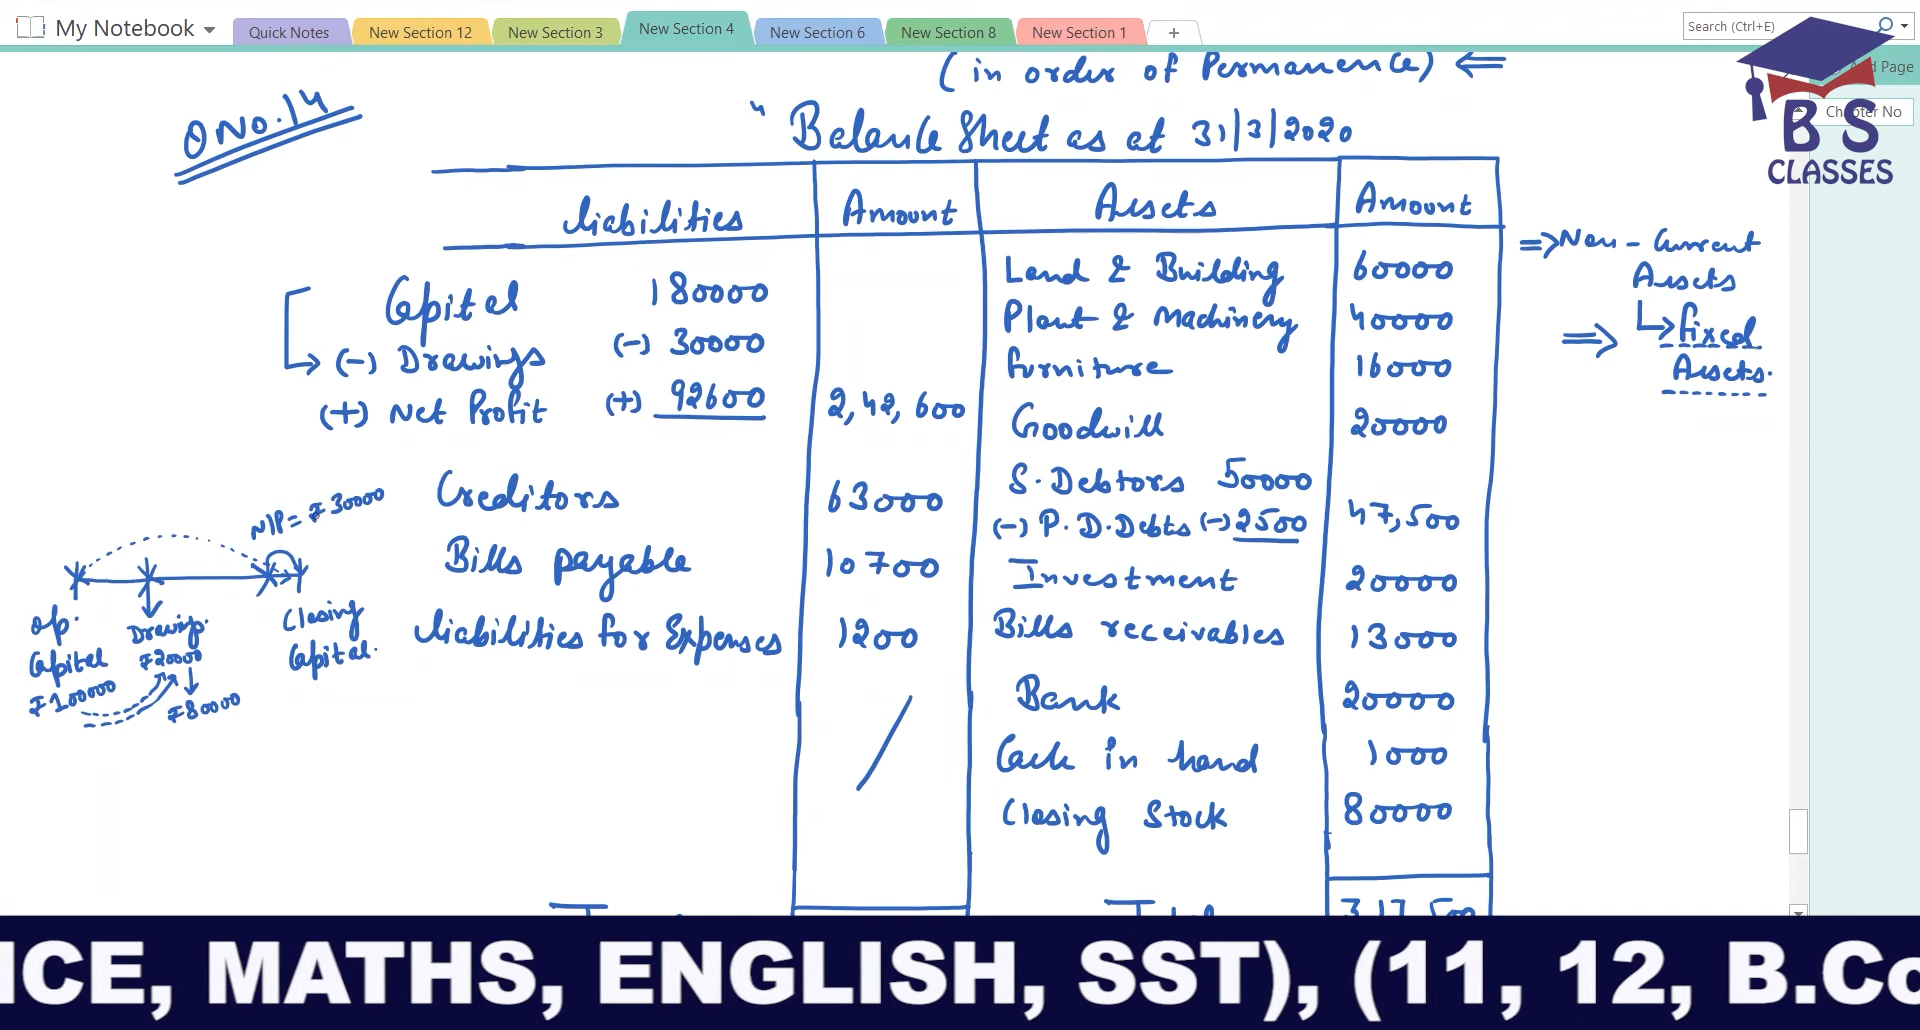 My Notebook
Quick Notes
New Section 12
New Section 3
New Section 4
New Section 6
New Section 8
New Section 1
+
Search (Ctrl+E)
d Page
Chapter No
B S
CLASSES
(in order of Permanence) ⇐
Q NO. 14
" Balance Sheet as at 31/3/2020
Liabilities Amount Assets Amount
Capital 180000
(-) Drawings (-) 30000
(+) Net Profit (+) 92600 2,42,600
Creditors 63000
Bills payable 10700
Liabilities for Expenses 1200
Land & Building 60000
Plant & Machinery 40000
Furniture 16000
Goodwill 20000
S. Debtors 50000
(-) P. D. Debts (-) 2500 47,500
Investment 20000
Bills receivables 13000
Bank 20000
Cash in hand 1000
Closing Stock 80000
317500
⇒ Non-Current
Assets
↳ Fixed
⇒ Assets.
N/P = ₹30000
Op.
Capital
₹100000
Drawings.
₹20000
₹80000
Closing
Capital.
NCE, MATHS, ENGLISH, SST), (11, 12, B.Co